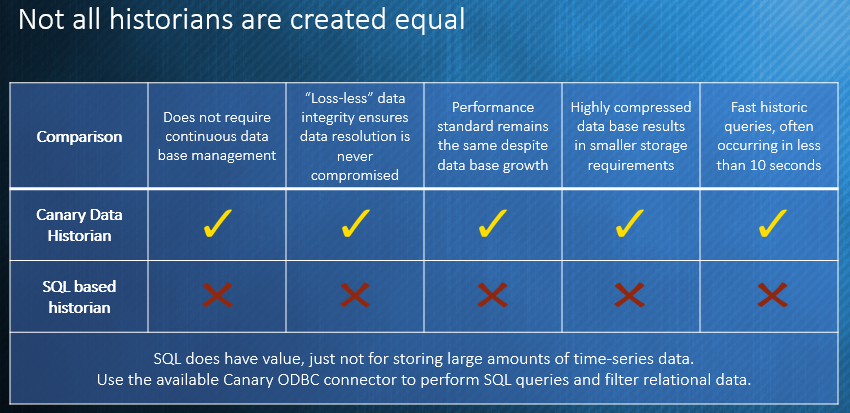 Not all historians are created equal
Comparison
Does not require
continuous data
base management
“Loss-less” data
integrity ensures
data resolution is
never
compromised
Performance
standard remains
the same despite
data base growth
Highly compressed
data base results
in smaller storage
requirements
Fast historic
queries, often
occurring in less
than 10 seconds
Canary Data
Historian
SQL based
historian
SQL does have value, just not for storing large amounts of time-series data.
Use the available Canary ODBC connector to perform SQL queries and filter relational data.